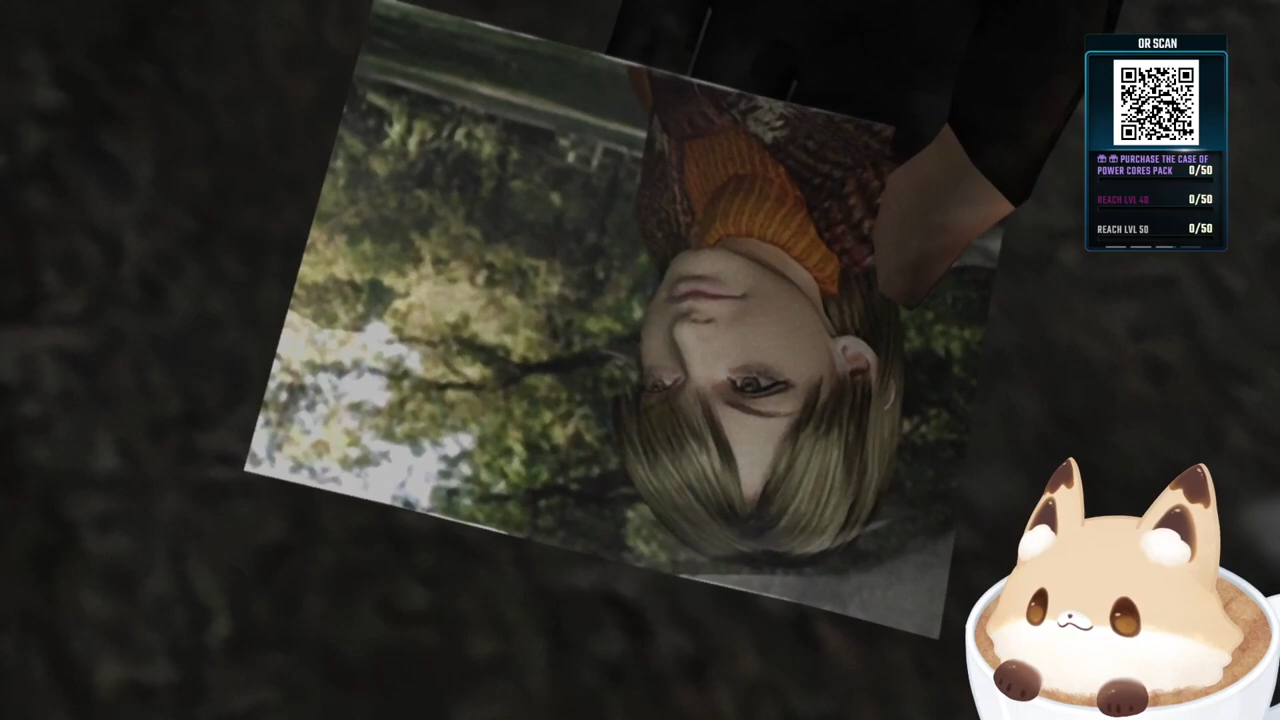 OR SCAN
PURCHASE THE CASE OF
POWER CORES PACK 0/50
REACH LVL 40 0/50
REACH LVL 50 0/50